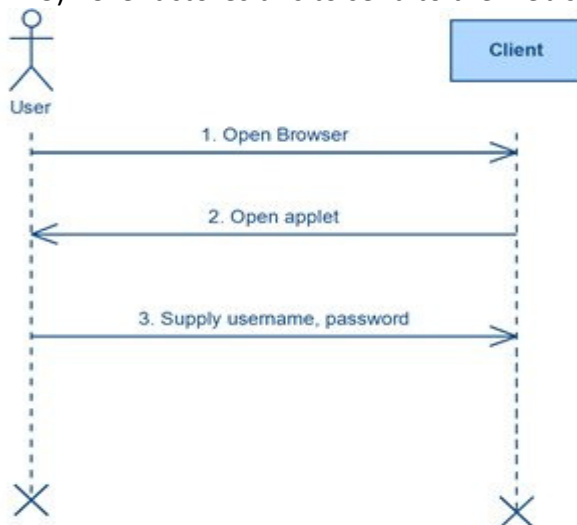 Client
User
1. Open Browser
2. Open applet
3. Supply username, password